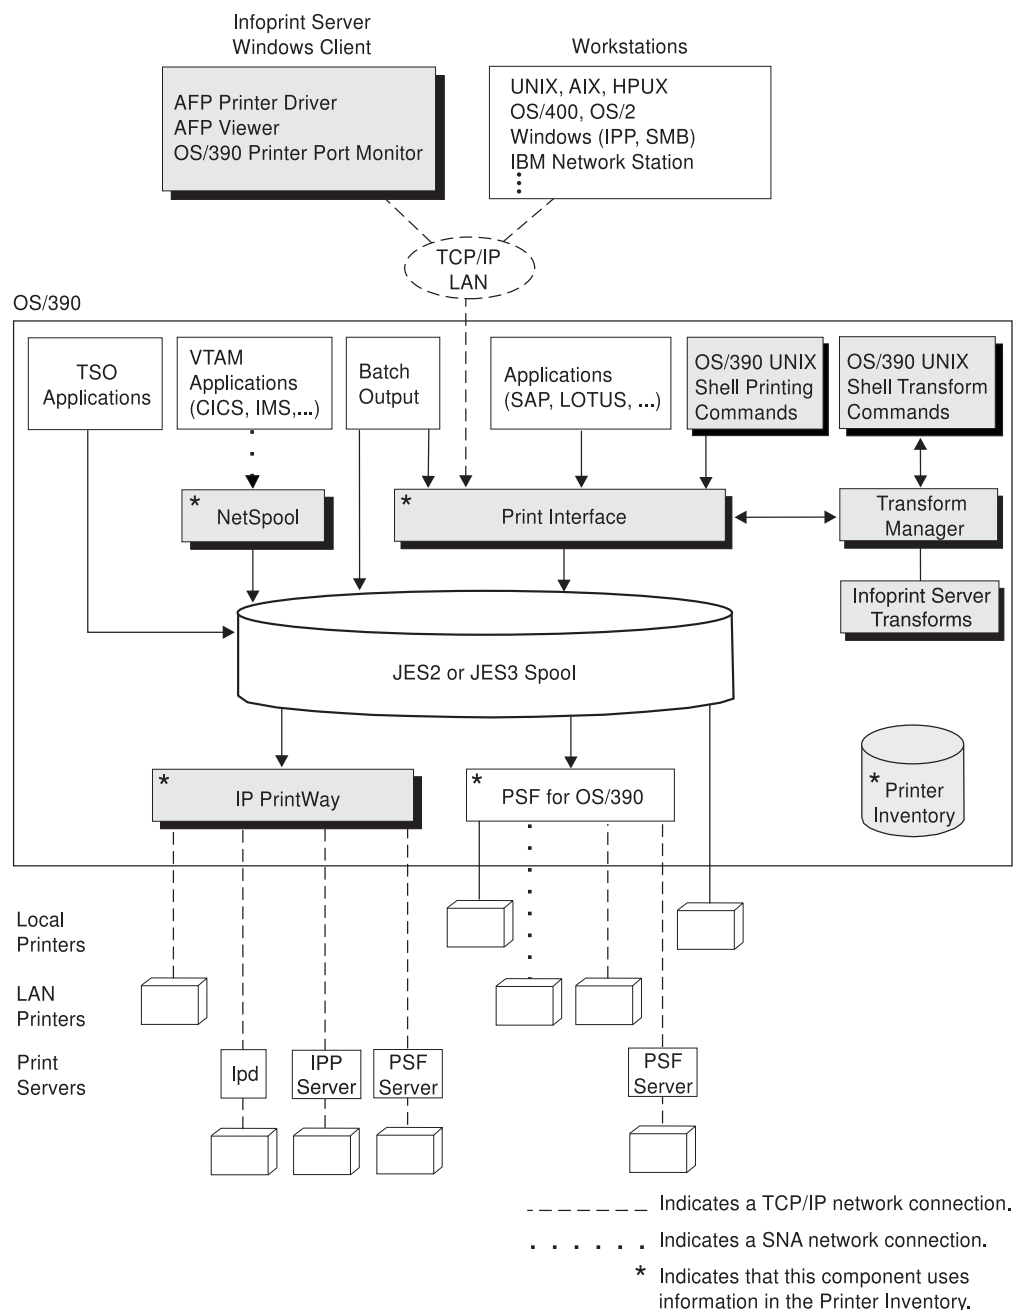 Infoprint Server
Windows Client
Workstations
AFP Printer Driver
AFP Viewer
OS/390 Printer Port Monitor
UNIX, AIX, HPUX
OS/400, OS/2
Windows (IPP, SMB)
IBM Network Station
TCP/IP
LAN
OS/390
TSO
Applications
VTAM
Applications
(CICS, IMS,...)
Batch
Output
Applications
(SAP, LOTUS, ...)
OS/390 UNIX
Shell Printing
Commands
OS/390 UNIX
Shell Transform
Commands
* NetSpool
* Print Interface
Transform
Manager
Infoprint Server
Transforms
JES2 or JES3 Spool
* IP PrintWay
* PSF for OS/390
* Printer
Inventory
Local
Printers
LAN
Printers
Print
Servers
lpd
IPP
Server
PSF
Server
PSF
Server
Indicates a TCP/IP network connection.
Indicates a SNA network connection.
* Indicates that this component uses
information in the Printer Inventory.